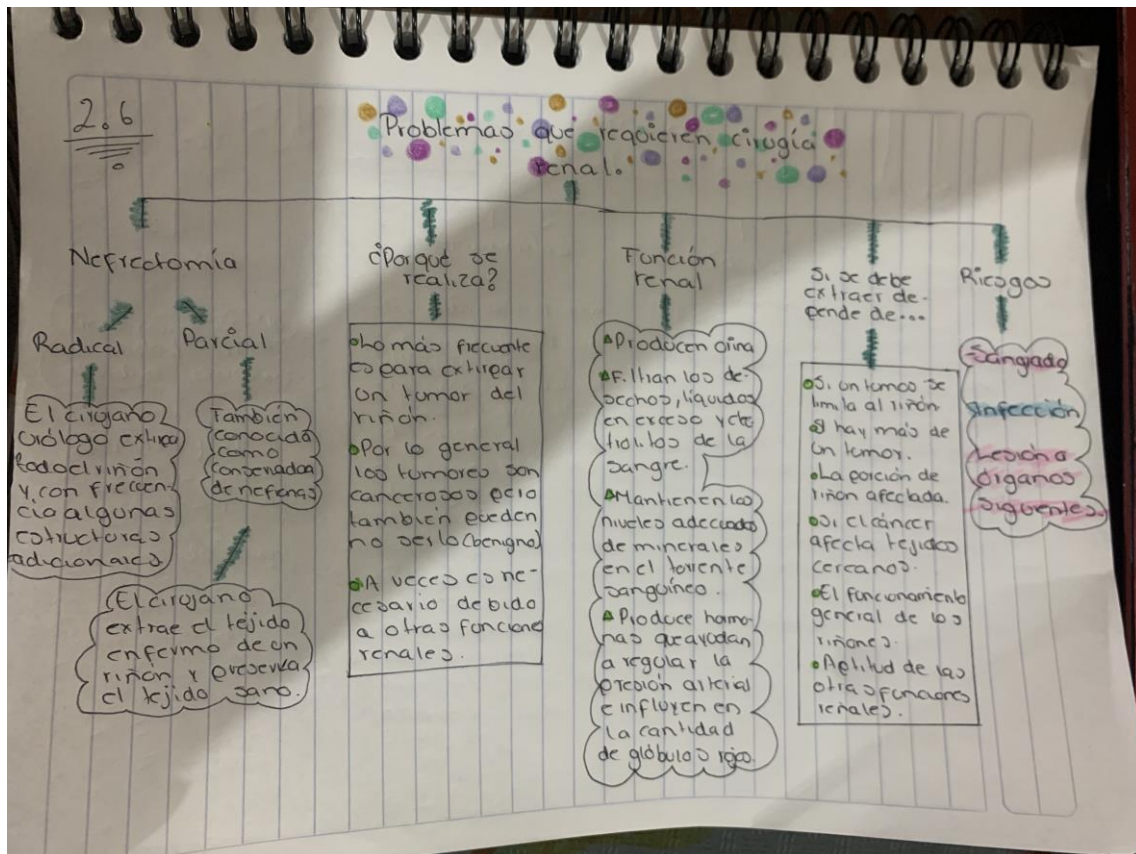 2.6
Problemas que requieren cirugía
renal.
Nefrectomía
Radical
El cirujano
urólogo extirpa
todo el riñón
y, con frecuen-
cia algunas
estructuras
adicionales
Parcial
También
conocida
como
conservadora
de nefronas
El cirujano
extrae el tejido
enfermo de un
riñón y preserva
el tejido sano.
¿Por qué se
realiza?
Lo más frecuente
es para extirpar
un tumor del
riñón.
Por lo general
los tumores son
cancerosos pero
también pueden
no serlo (benigno)
A veces es ne-
cesario debido
a otras funciones
renales.
Función
renal
Producen orina
Filtran los de-
sechos, líquidos
en exceso y ele
trolitos de la
sangre.
Mantienen los
niveles adecuados
de minerales
en el torrente
sanguíneo.
Produce hormo-
nas que ayudan
a regular la
presión arterial
e influyen en
la cantidad
de glóbulos rojos.
Si se debe
extraer de-
pende de...
Si un tumor se
limita al riñón
Si hay más de
un tumor.
La porción de
riñón afectada.
Si el cáncer
afecta tejidos
cercanos.
El funcionamiento
general de los
riñones.
Aptitud de las
otras funciones
renales.
Riesgos
Sangrado
Infección
Lesión a
órganos
siguientes.